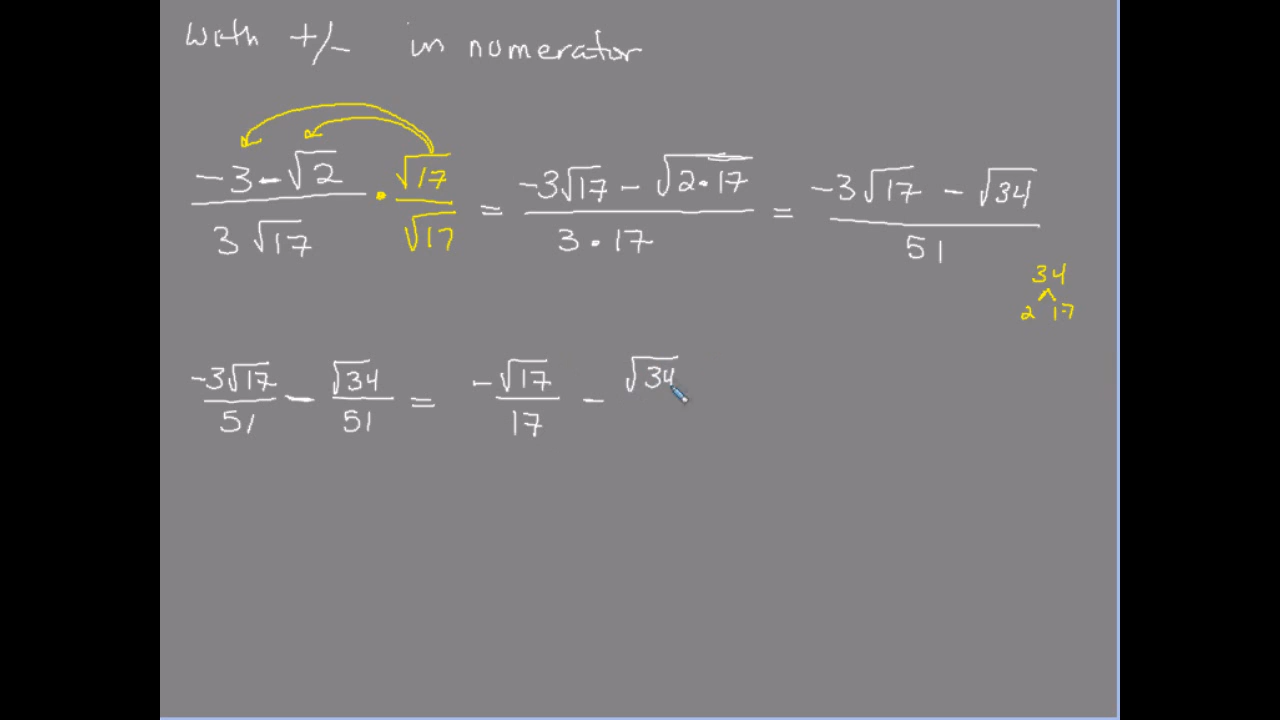 with +/- in numerator
(-3 - √2)/(3√17) · √17/√17 = (-3√17 - √(2·17))/(3·17) = (-3√17 - √34)/51
34
2 17
-3√17/51 - √34/51 = -√17/17 - √34